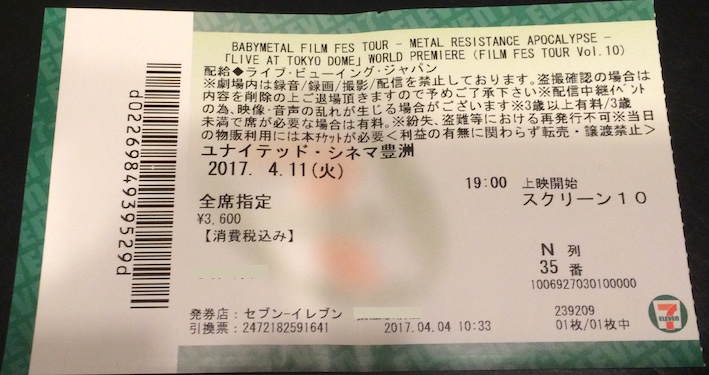 BABYMETAL FILM FES TOUR - METAL RESISTANCE APOCALYPSE -
「LIVE AT TOKYO DOME」WORLD PREMIERE (FILM FES TOUR Vol.10)
配給◆ライブ・ビューイング・ジャパン
※劇場内は録音/録画/撮影/配信を禁止しております。盗撮確認の場合は
内容を削除の上ご退場頂きますので予めご了承下さい※配信中継イベント
の為、映像・音声の乱れが生じる場合がございます※3歳以上有料/3歳
未満で席が必要な場合は有料。※紛失、盗難等における再発行不可※当日
の物販利用には本チケットが必要<利益の有無に関わらず転売・譲渡禁止>
ユナイテッド・シネマ豊洲
2017. 4.11(火)
19:00 上映開始
全席指定
スクリーン10
¥3,600
【消費税込み】
N 列
35 番
1006927030100000
発券店：セブン-イレブン
239209
引換票：2472182591641
2017.04.04 10:33
01枚/01枚中
d0226984939529d
7
ELEVEN